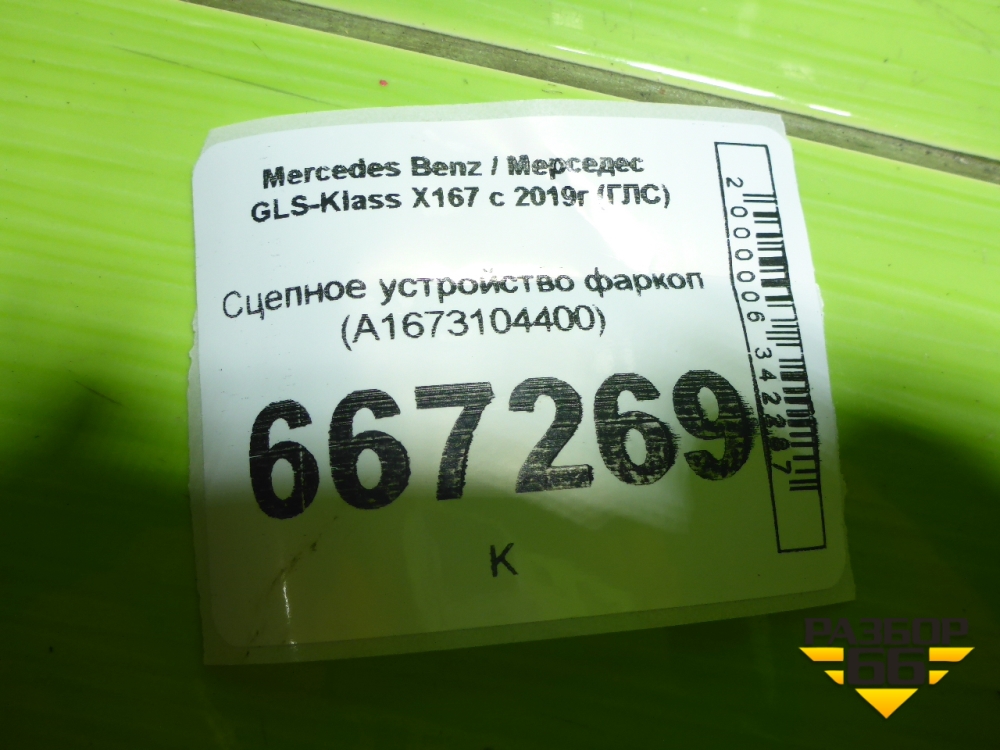 Mercedes Benz / Мерседес
GLS-Klass X167 с 2019г (ГЛС)
Сцепное устройство фаркоп
(A1673104400)
667269
К
2000006342287
РАЗБОР
66